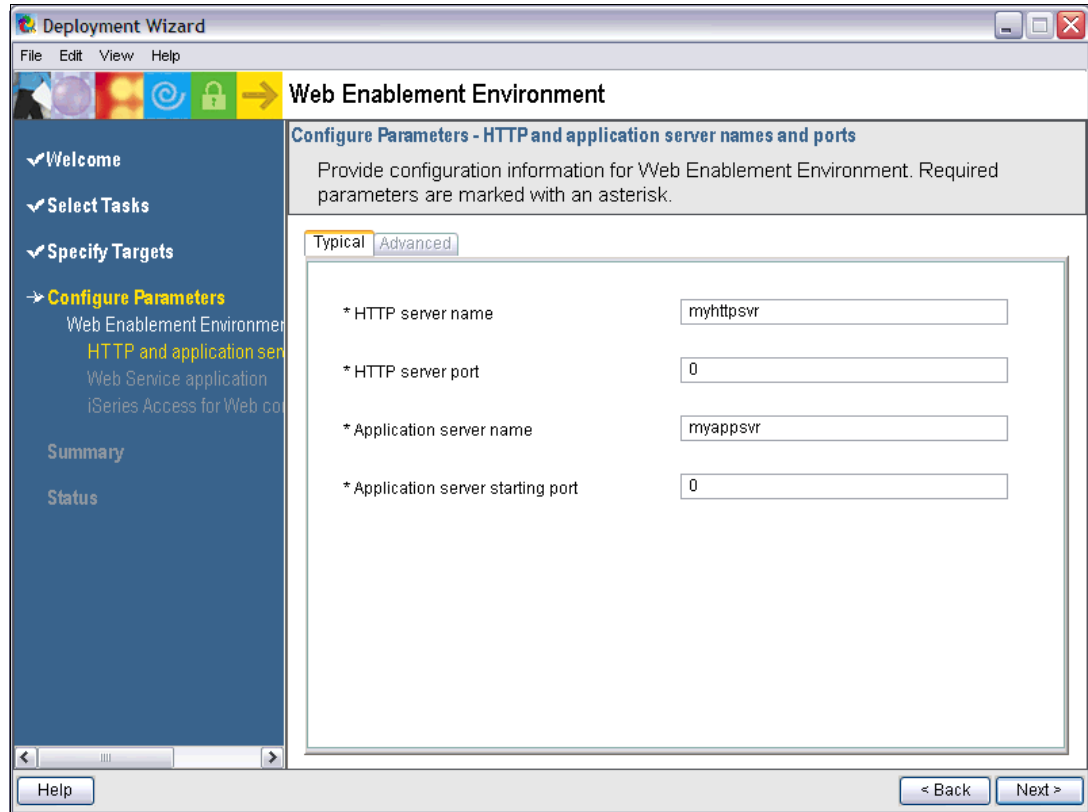 Deployment Wizard
File Edit View Help
Web Enablement Environment
Welcome
Select Tasks
Specify Targets
Configure Parameters
Web Enablement Environmer
HTTP and application ser
Web Service application
iSeries Access for Web co
Summary
Status
Configure Parameters - HTTP and application server names and ports
Provide configuration information for Web Enablement Environment. Required
parameters are marked with an asterisk.
Typical Advanced
* HTTP server name myhttpsvr
* HTTP server port 0
* Application server name myappsvr
* Application server starting port 0
Help < Back Next >